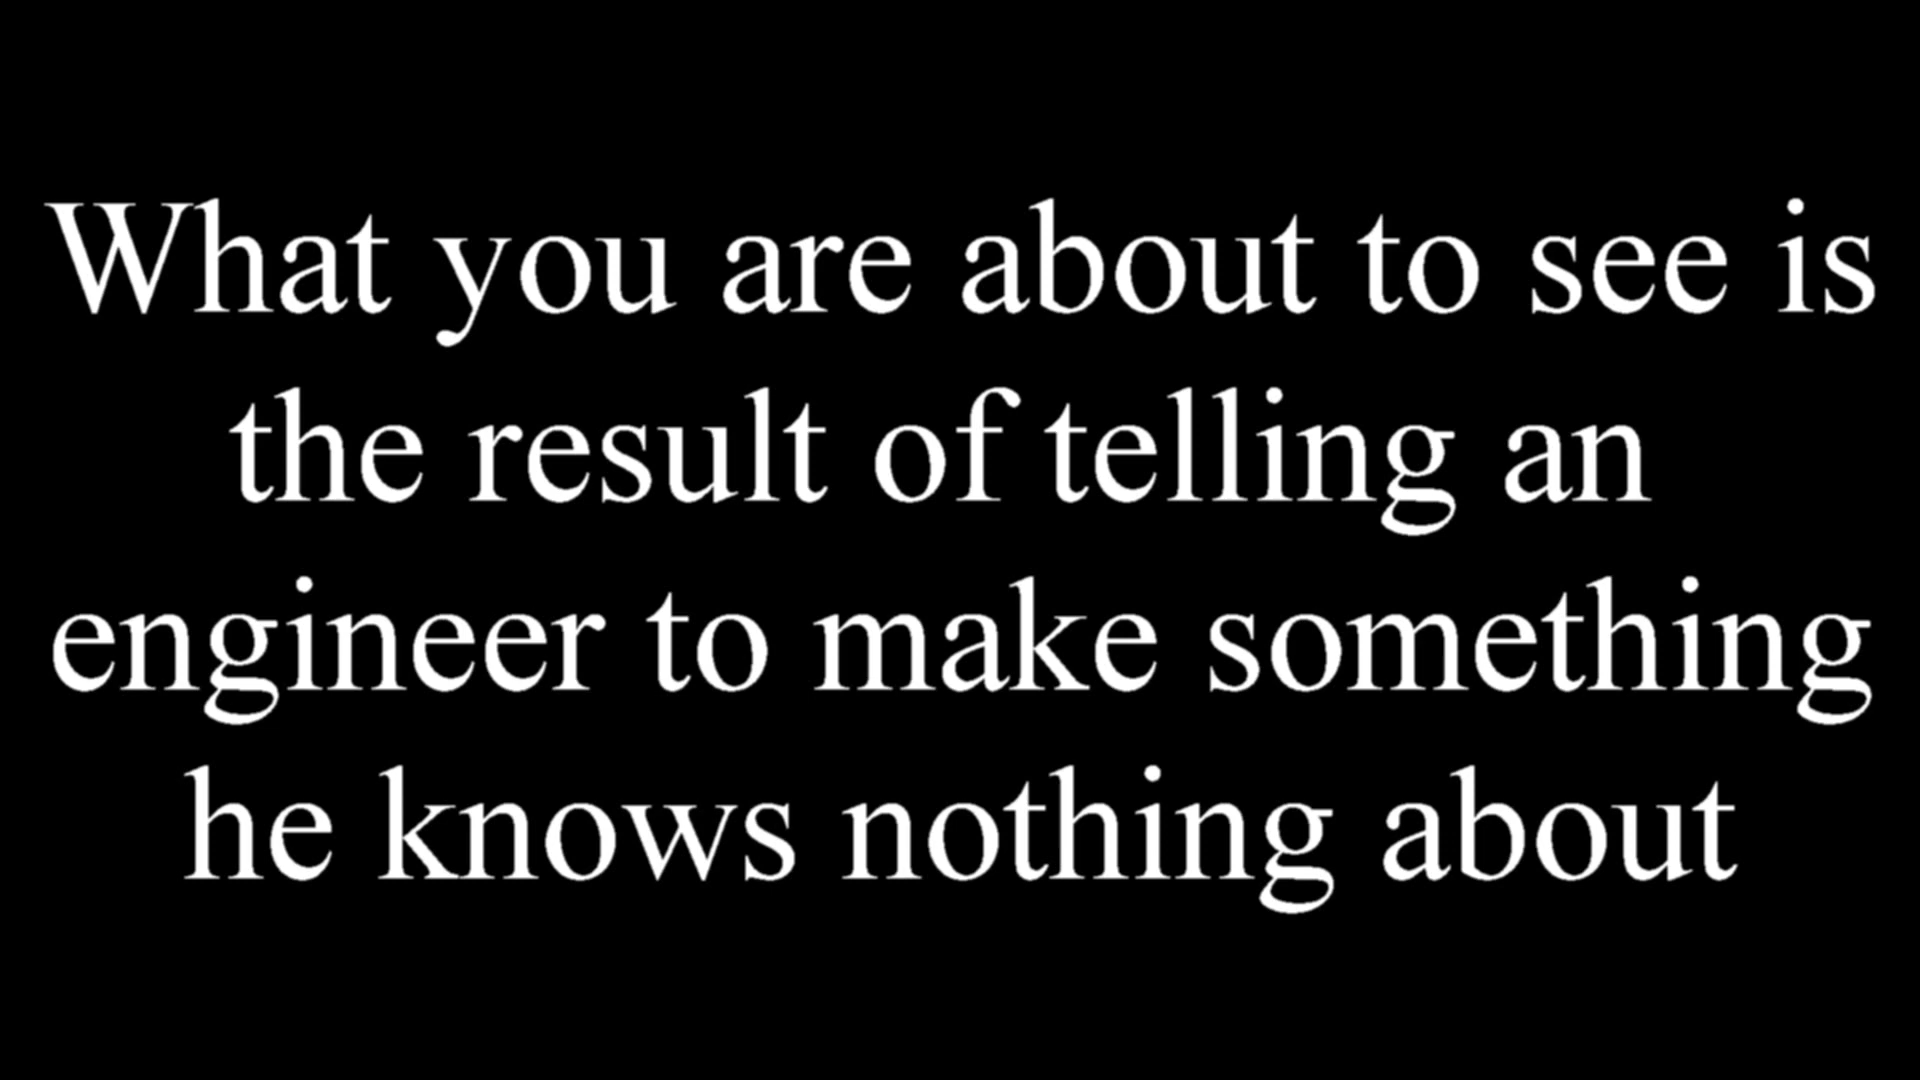 What you are about to see is
the result of telling an
engineer to make something
he knows nothing about